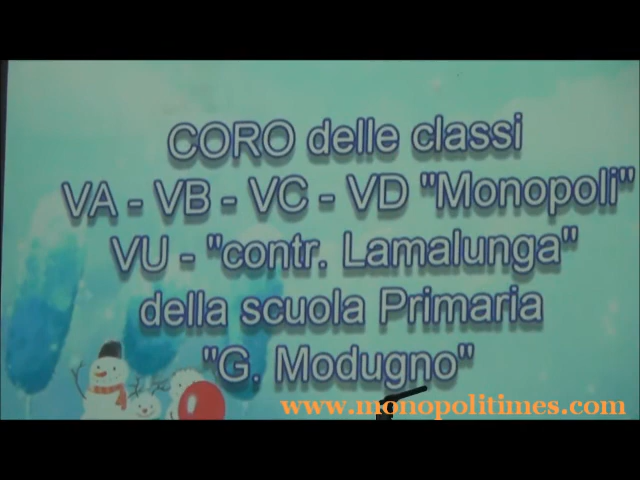 CORO delle classi
VA - VB - VC - VD "Monopoli"
VU - "contr. Lamalunga"
della scuola Primaria
"G. Modugno"
www.monopolitimes.com